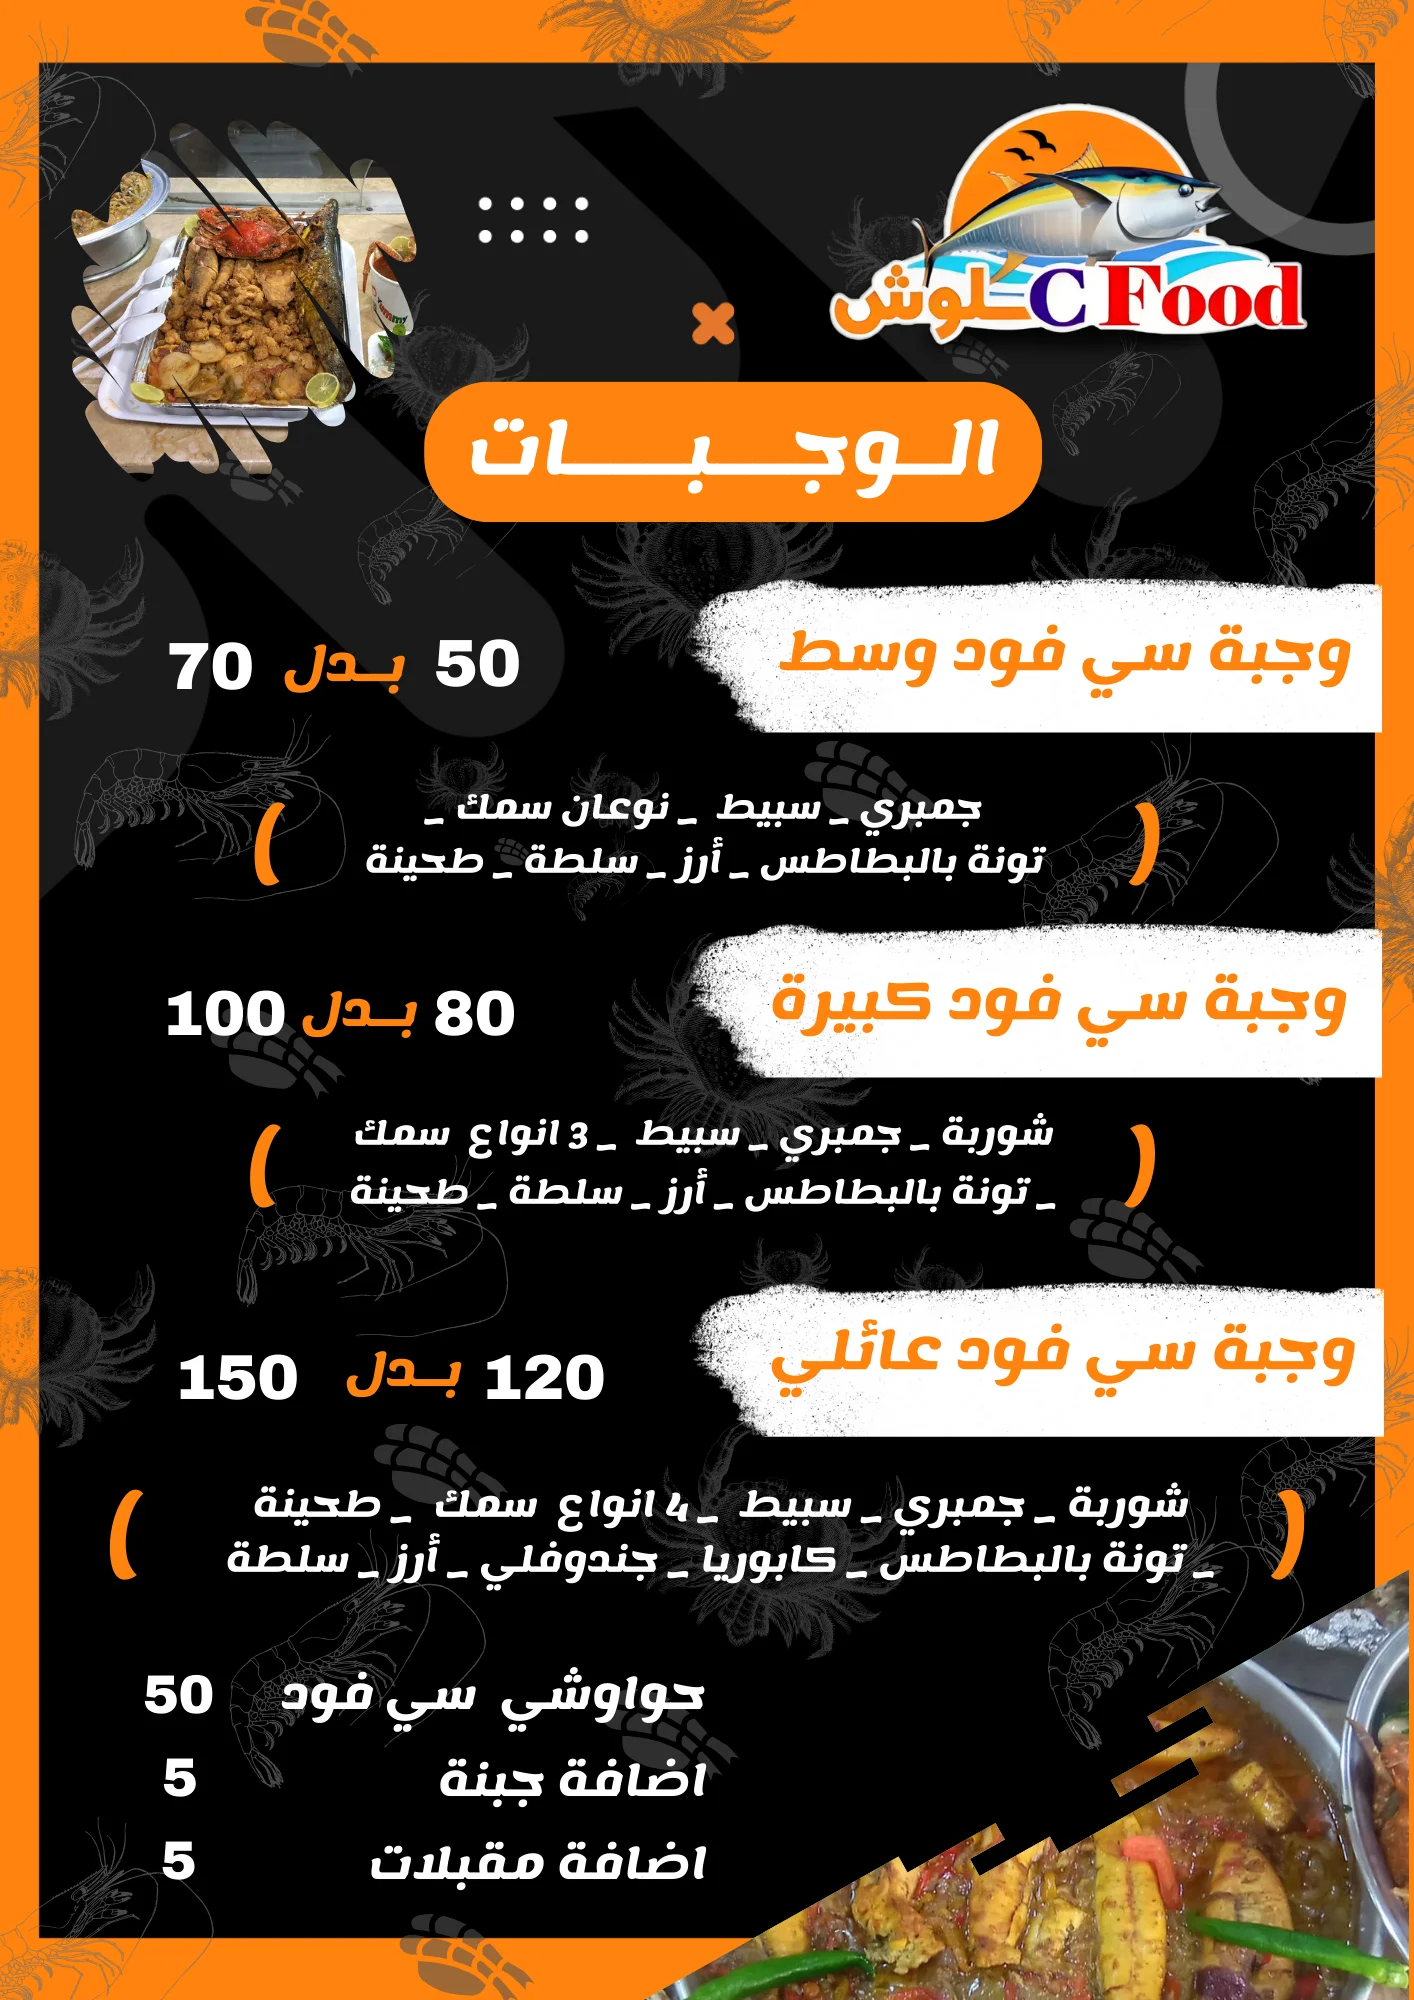 C Food علوش
الـوجـبـات
وجبة سي فود وسط
50 بـدل 70
( جمبري _ سبيط _ نوعان سمك _
تونة بالبطاطس _ أرز _ سلطة _ طحينة )
وجبة سي فود كبيرة
80 بـدل 100
( شوربة _ جمبري _ سبيط _ 3 انواع سمك
_ تونة بالبطاطس _ أرز _ سلطة _ طحينة )
وجبة سي فود عائلي
120 بـدل 150
( شوربة _ جمبري _ سبيط _ 4 انواع سمك _ طحينة
_ تونة بالبطاطس _ كابوريا _ جندوفلي _ أرز _ سلطة )
حواوشي سي فود 50
اضافة جبنة 5
اضافة مقبلات 5